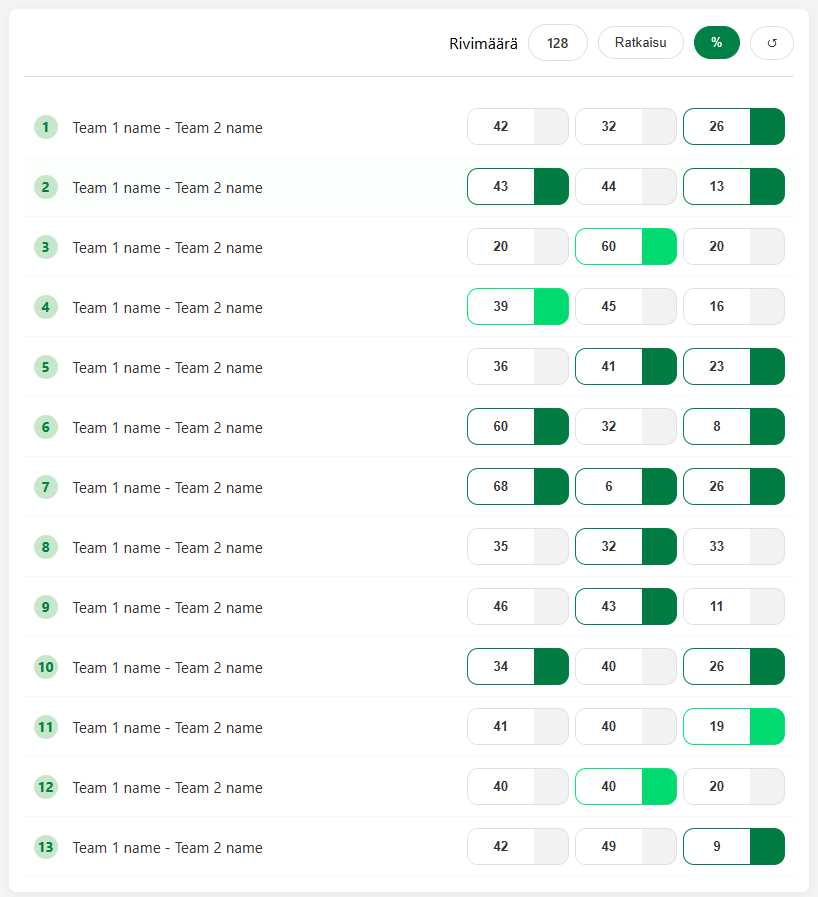 Rivimäärä 128 Ratkaisu % ↺
1 Team 1 name - Team 2 name 42 32 26
2 Team 1 name - Team 2 name 43 44 13
3 Team 1 name - Team 2 name 20 60 20
4 Team 1 name - Team 2 name 39 45 16
5 Team 1 name - Team 2 name 36 41 23
6 Team 1 name - Team 2 name 60 32 8
7 Team 1 name - Team 2 name 68 6 26
8 Team 1 name - Team 2 name 35 32 33
9 Team 1 name - Team 2 name 46 43 11
10 Team 1 name - Team 2 name 34 40 26
11 Team 1 name - Team 2 name 41 40 19
12 Team 1 name - Team 2 name 40 40 20
13 Team 1 name - Team 2 name 42 49 9